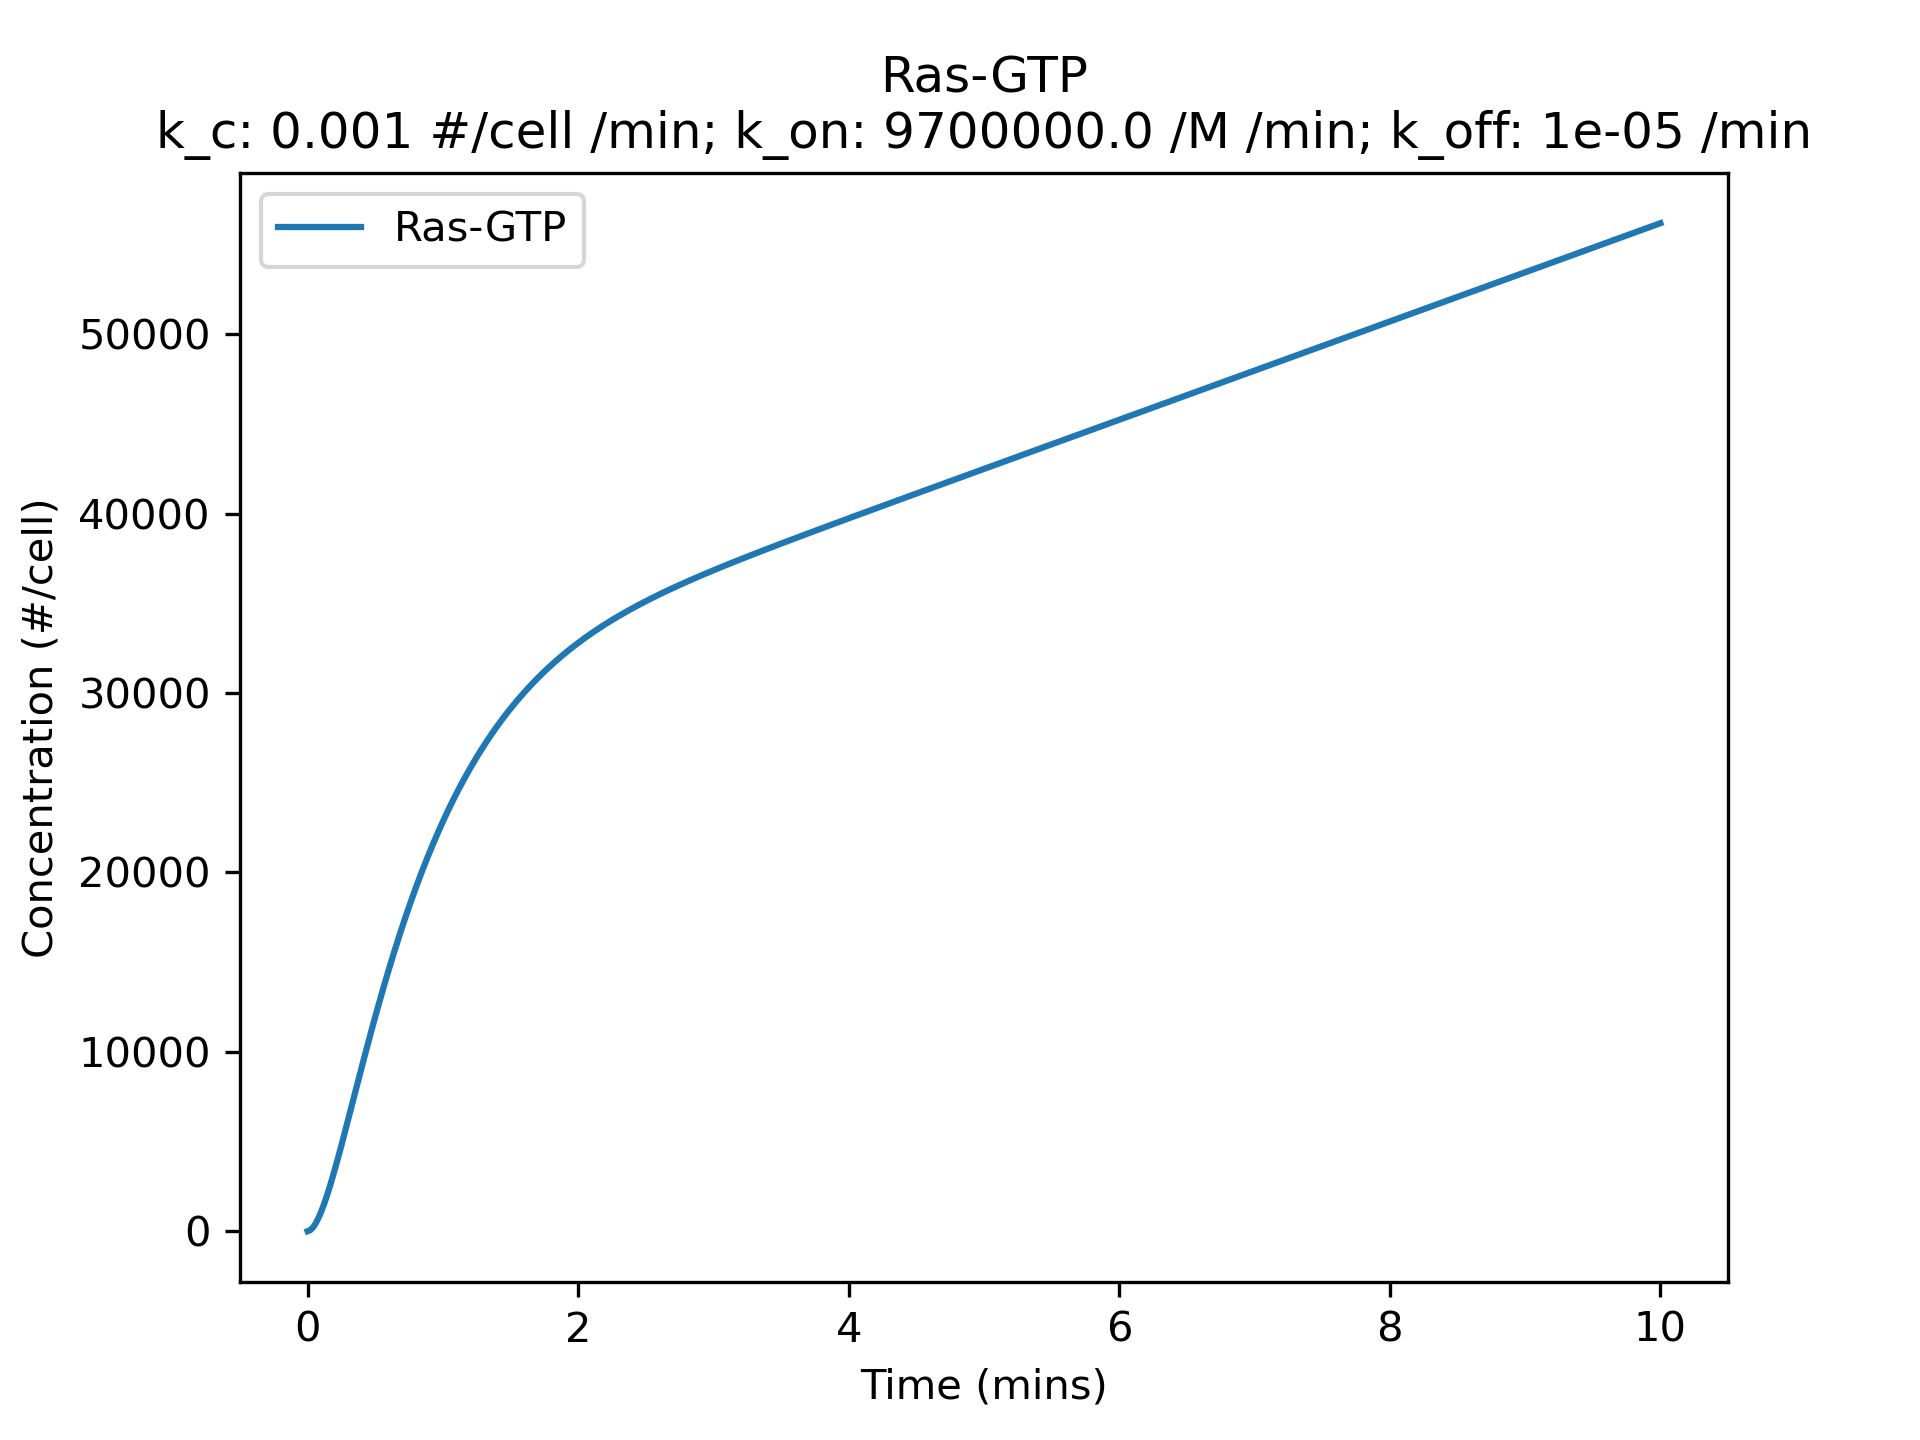 Ras-GTP
k_c: 0.001 #/cell /min; k_on: 9700000.0 /M /min; k_off: 1e-05 /min
Ras-GTP
50000
40000
30000
20000
10000
0
Concentration (#/cell)
0 2 4 6 8 10
Time (mins)